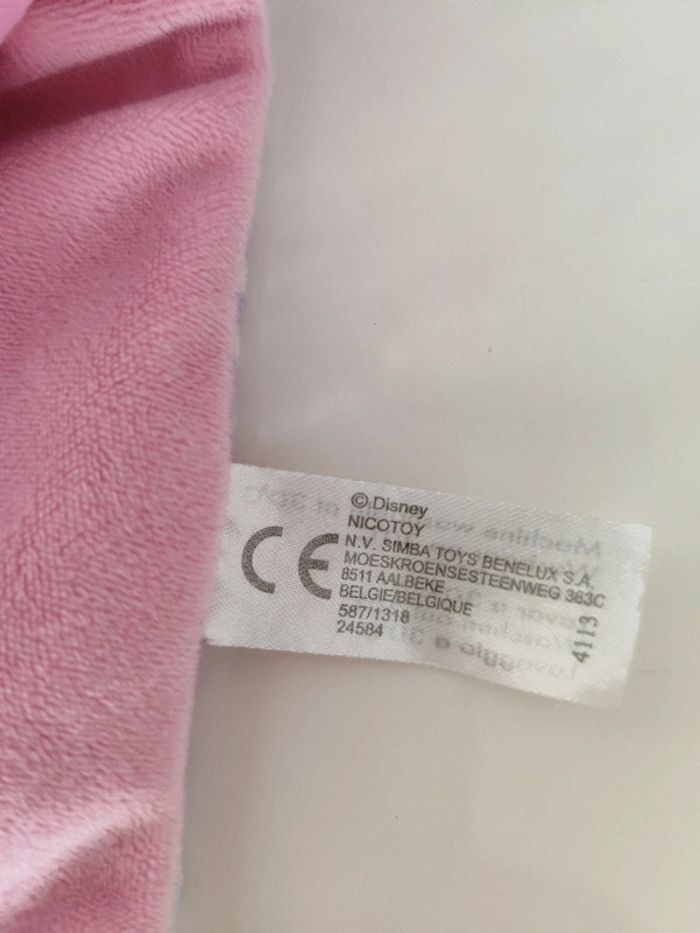 © Disney
NICOTOY
N.V. SIMBA TOYS BENELUX S.A.
MOESKROENSESTEENWEG 383C
8511 AALBEKE
BELGIE/BELGIQUE
587/1318
24584
4113
CE